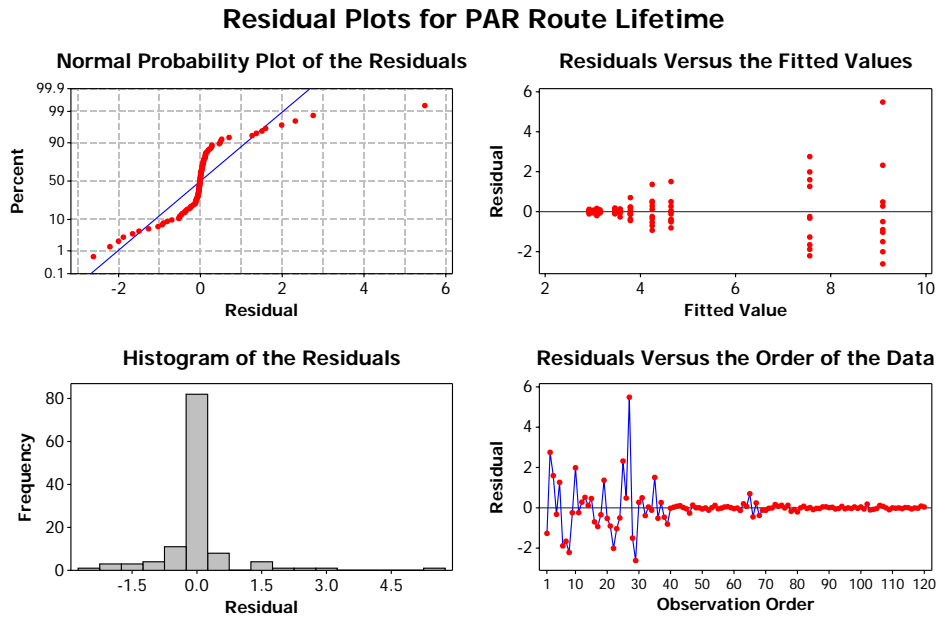 Residual Plots for PAR Route Lifetime
Normal Probability Plot of the Residuals
99.9
99
90
50
10
1
0.1
Percent
-2 0 2 4 6
Residual
Residuals Versus the Fitted Values
6
4
2
0
-2
Residual
2 4 6 8 10
Fitted Value
Histogram of the Residuals
80
60
40
20
0
Frequency
-1.5 0.0 1.5 3.0 4.5
Residual
Residuals Versus the Order of the Data
6
4
2
0
-2
Residual
1 10 20 30 40 50 60 70 80 90 100 110 120
Observation Order